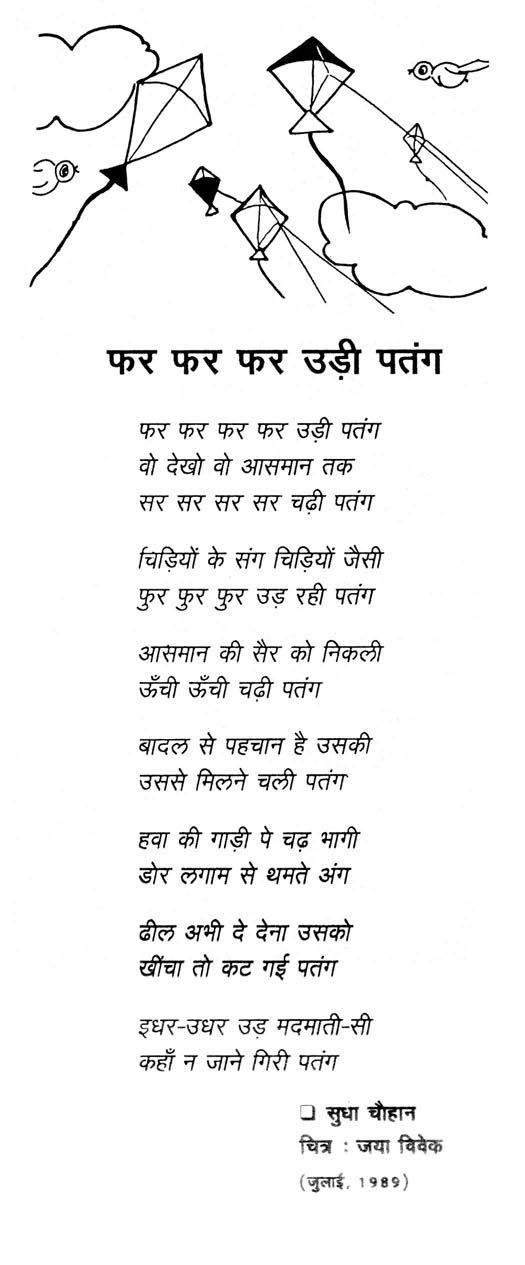 फर फर फर उड़ी पतंग
फर फर फर फर उड़ी पतंग
वो देखो वो आसमान तक
सर सर सर सर चढ़ी पतंग
चिड़ियों के संग चिड़ियों जैसी
फुर फुर फुर उड़ रही पतंग
आसमान की सैर को निकली
ऊँची ऊँची चढ़ी पतंग
बादल से पहचान है उसकी
उससे मिलने चली पतंग
हवा की गाड़ी पे चढ़ भागी
डोर लगाम से थमते अंग
ढील अभी दे देना उसको
खींचा तो कट गई पतंग
इधर-उधर उड़ मदमाती-सी
कहाँ न जाने गिरी पतंग
❑ सुधा चौहान
चित्र : जया विवेक
(जुलाई, 1989)